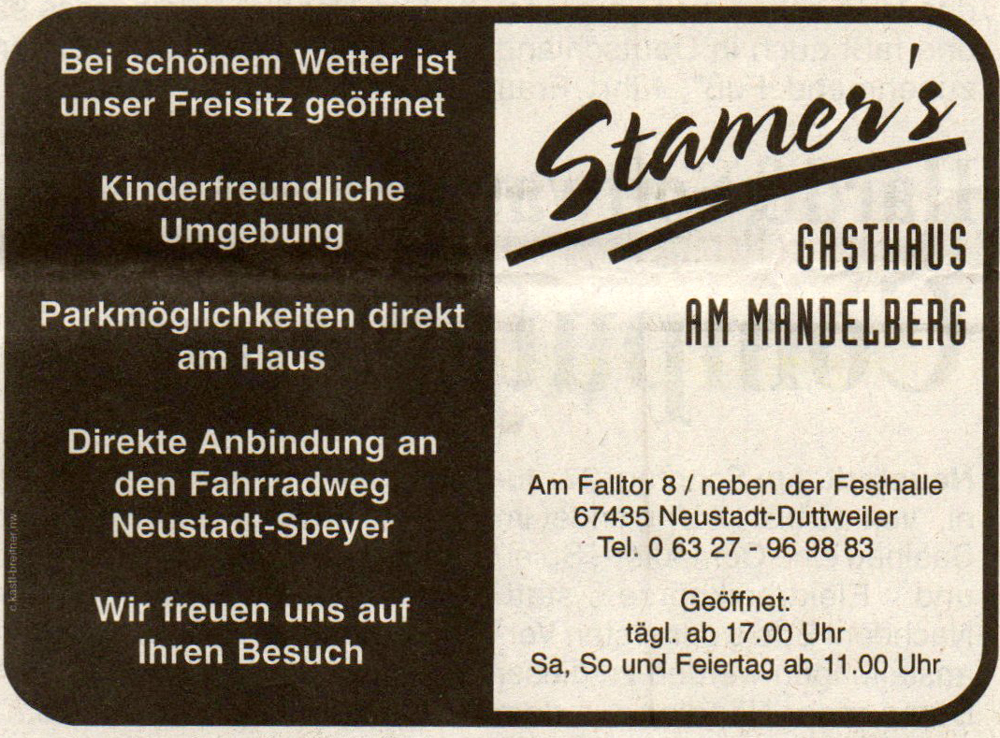 Bei schönem Wetter ist
unser Freisitz geöffnet
Kinderfreundliche
Umgebung
Parkmöglichkeiten direkt
am Haus
Direkte Anbindung an
den Fahrradweg
Neustadt-Speyer
Wir freuen uns auf
Ihren Besuch
c.kastl-breitner.nw
Stamer's
GASTHAUS
AM MANDELBERG
Am Falltor 8 / neben der Festhalle
67435 Neustadt-Duttweiler
Tel. 0 63 27 - 96 98 83
Geöffnet:
tägl. ab 17.00 Uhr
Sa, So und Feiertag ab 11.00 Uhr